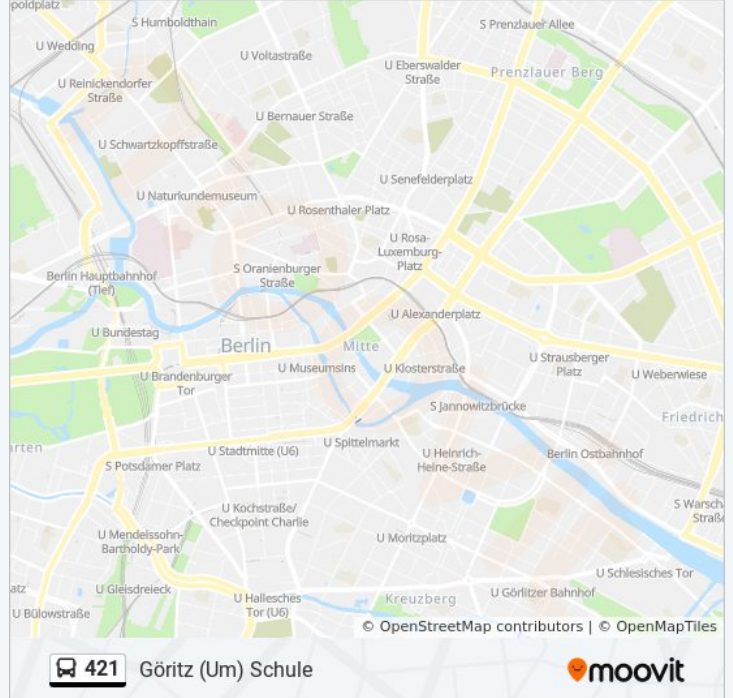 poldplatz
S Humboldthain
S Prenzlauer Allee
U Wedding
U Voltastraße
U Eberswalder
Straße
Prenzlauer Berg
U Reinickendorfer
Straße
U Bernauer Straße
U Schwartzkopffstraße
U Senefelderplatz
U Naturkundemuseum
U Rosenthaler Platz
U Rosa-
Luxemburg-
Platz
Berlin Hauptbahnhof
(Tief)
S Oranienburger
Straße
U Alexanderplatz
U Bundestag
Berlin
Mitte
U Strausberger
Platz
U Museumsins
U Klosterstraße
U Weberwiese
U Brandenburger
Tor
S Jannowitzbrücke
Friedrich
rten
U Stadtmitte (U6)
U Spittelmarkt
U Heinrich-
Heine-Straße
Berlin Ostbahnhof
S Potsdamer Platz
S Warsch
Straße
U Kochstraße/
Checkpoint Charlie
U Mendelssohn-
Bartholdy-Park
U Moritzplatz
U Schlesisches Tor
atz
U Gleisdreieck
U Hallesches
Tor (U6)
Kreuzberg
U Görlitzer Bahnhof
U Bülowstraße
© OpenStreetMap contributors | © OpenMapTiles
421 Göritz (Um) Schule
moovit